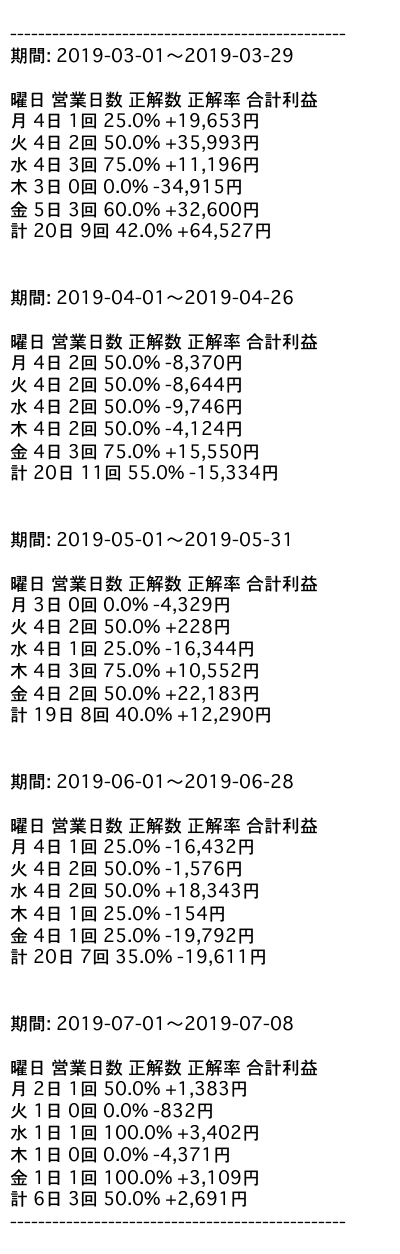 ------------------------------------------------
期間: 2019-03-01〜2019-03-29
曜日 営業日数 正解数 正解率 合計利益
月 4日 1回 25.0% +19,653円
火 4日 2回 50.0% +35,993円
水 4日 3回 75.0% +11,196円
木 3日 0回 0.0% -34,915円
金 5日 3回 60.0% +32,600円
計 20日 9回 42.0% +64,527円
期間: 2019-04-01〜2019-04-26
曜日 営業日数 正解数 正解率 合計利益
月 4日 2回 50.0% -8,370円
火 4日 2回 50.0% -8,644円
水 4日 2回 50.0% -9,746円
木 4日 2回 50.0% -4,124円
金 4日 3回 75.0% +15,550円
計 20日 11回 55.0% -15,334円
期間: 2019-05-01〜2019-05-31
曜日 営業日数 正解数 正解率 合計利益
月 3日 0回 0.0% -4,329円
火 4日 2回 50.0% +228円
水 4日 1回 25.0% -16,344円
木 4日 3回 75.0% +10,552円
金 4日 2回 50.0% +22,183円
計 19日 8回 40.0% +12,290円
期間: 2019-06-01〜2019-06-28
曜日 営業日数 正解数 正解率 合計利益
月 4日 1回 25.0% -16,432円
火 4日 2回 50.0% -1,576円
水 4日 2回 50.0% +18,343円
木 4日 1回 25.0% -154円
金 4日 1回 25.0% -19,792円
計 20日 7回 35.0% -19,611円
期間: 2019-07-01〜2019-07-08
曜日 営業日数 正解数 正解率 合計利益
月 2日 1回 50.0% +1,383円
火 1日 0回 0.0% -832円
水 1日 1回 100.0% +3,402円
木 1日 0回 0.0% -4,371円
金 1日 1回 100.0% +3,109円
計 6日 3回 50.0% +2,691円
------------------------------------------------